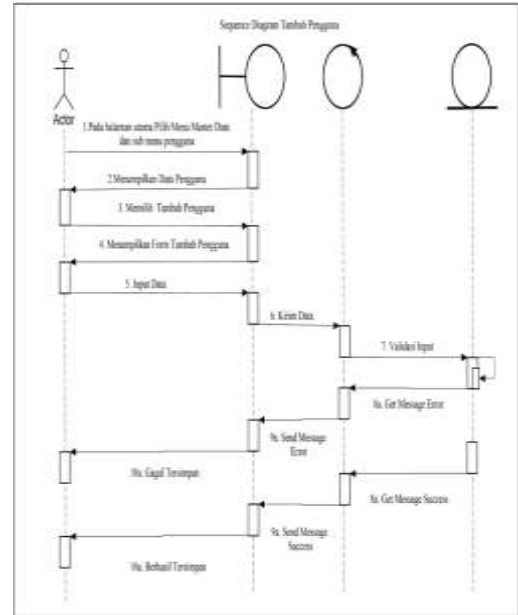 Sequence Diagram Tambah Pengguna
Actor
1.Pada halaman utama Pilih Menu Master Data
dan sub menu pengguna
2.Menampilkan Data Pengguna
3. Memilih Tambah Pengguna
4. Menampilkan Form Tambah Pengguna
5. Input Data
6. Kirim Data
7. Validasi Input
8a. Get Message Error
9a. Send Message
Error
10a. Gagal Tersimpan
8a. Get Message Success
9a. Send Message
Success
10a. Berhasil Tersimpan